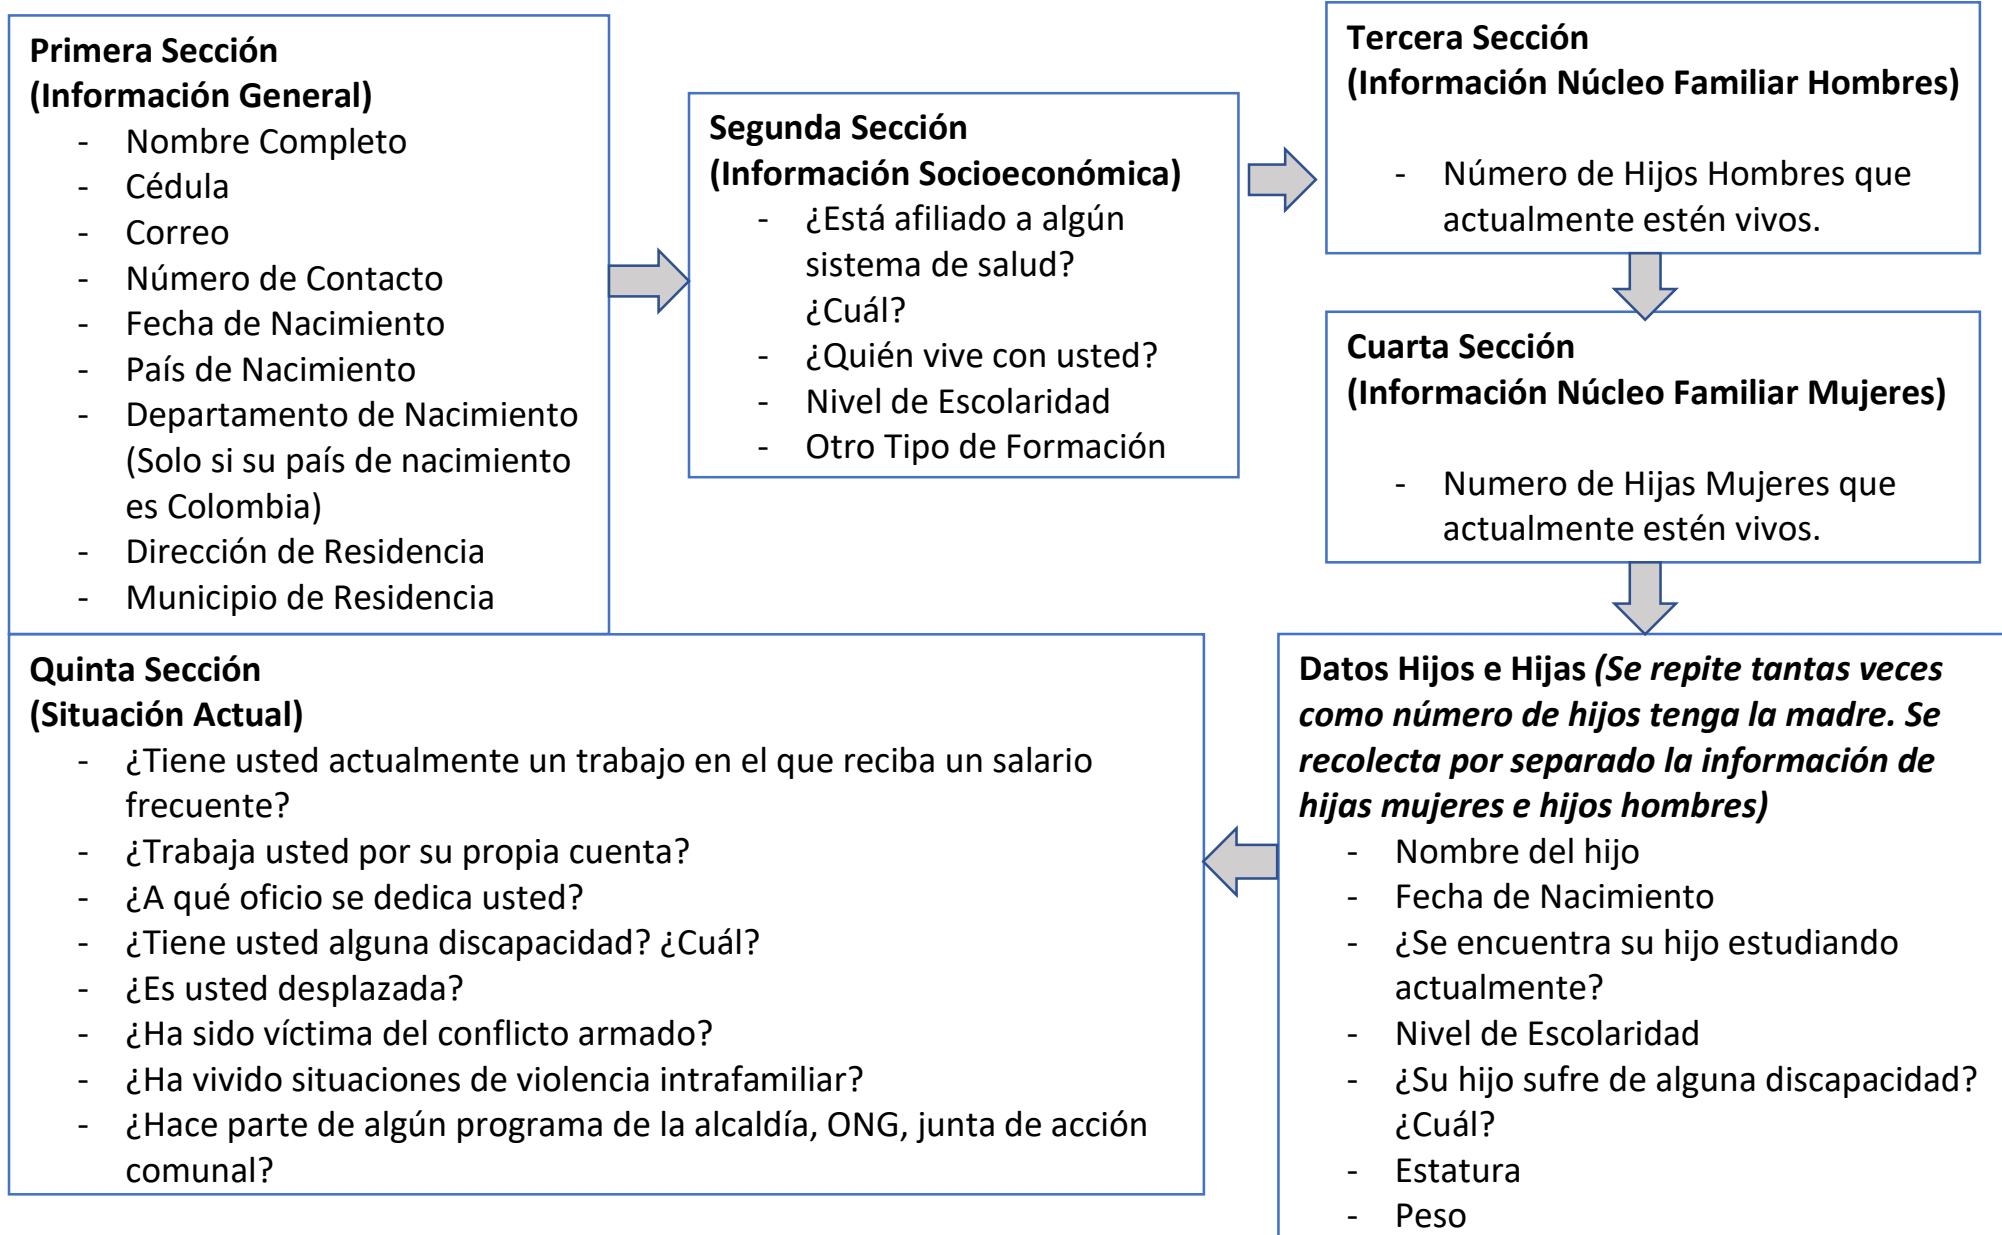 Primera Sección
(Información General)
- Nombre Completo
- Cédula
- Correo
- Número de Contacto
- Fecha de Nacimiento
- País de Nacimiento
- Departamento de Nacimiento
(Solo si su país de nacimiento
es Colombia)
- Dirección de Residencia
- Municipio de Residencia
Segunda Sección
(Información Socioeconómica)
- ¿Está afiliado a algún
sistema de salud?
¿Cuál?
- ¿Quién vive con usted?
- Nivel de Escolaridad
- Otro Tipo de Formación
Tercera Sección
(Información Núcleo Familiar Hombres)
- Número de Hijos Hombres que
actualmente estén vivos.
Cuarta Sección
(Información Núcleo Familiar Mujeres)
- Numero de Hijas Mujeres que
actualmente estén vivos.
Datos Hijos e Hijas (Se repite tantas veces
como número de hijos tenga la madre. Se
recolecta por separado la información de
hijas mujeres e hijos hombres)
- Nombre del hijo
- Fecha de Nacimiento
- ¿Se encuentra su hijo estudiando
actualmente?
- Nivel de Escolaridad
- ¿Su hijo sufre de alguna discapacidad?
¿Cuál?
- Estatura
- Peso
Quinta Sección
(Situación Actual)
- ¿Tiene usted actualmente un trabajo en el que reciba un salario
frecuente?
- ¿Trabaja usted por su propia cuenta?
- ¿A qué oficio se dedica usted?
- ¿Tiene usted alguna discapacidad? ¿Cuál?
- ¿Es usted desplazada?
- ¿Ha sido víctima del conflicto armado?
- ¿Ha vivido situaciones de violencia intrafamiliar?
- ¿Hace parte de algún programa de la alcaldía, ONG, junta de acción
comunal?